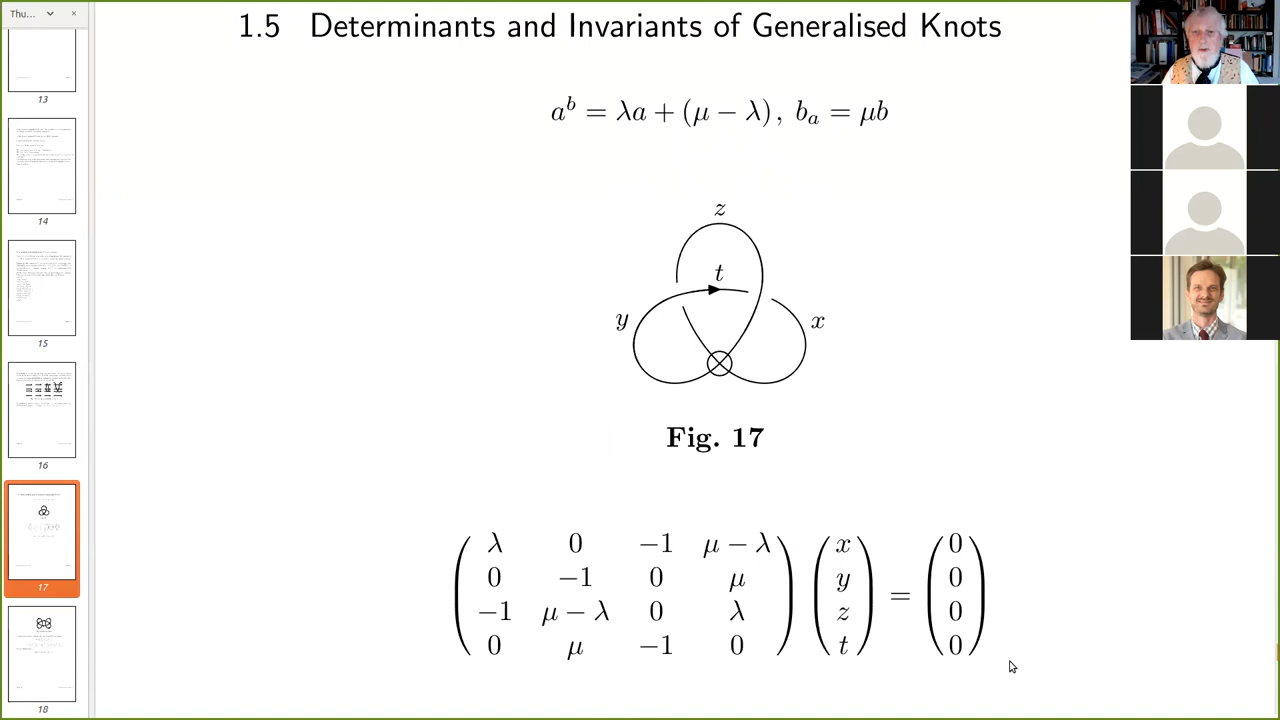 Thu...
1.5 Determinants and Invariants of Generalised Knots
a^b = λa + (μ − λ), b_a = μb
z
t
y
x
Fig. 17
λ 0 −1 μ − λ x 0
0 −1 0 μ y 0
−1 μ − λ 0 λ z = 0
0 μ −1 0 t 0
13
14
15
16
17
18